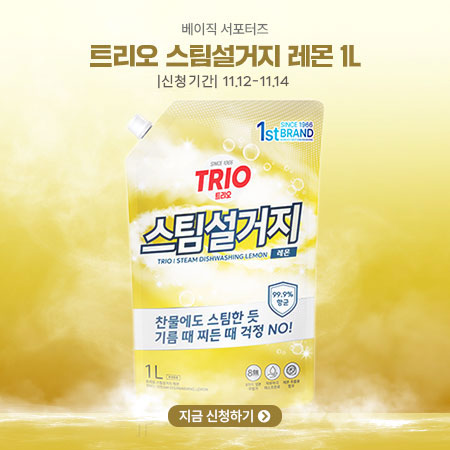 베이직 서포터즈
트리오 스팀설거지 레몬 1L
|신청기간| 11.12~11.14
SINCE 1966
1st BRAND
SINCE 1966
TRIO
트리오
스팀설거지
TRIO / STEAM DISHWASHING LEMON
레몬
99.9%
항균
찬물에도 스팀한 듯
기름 때 찌든 때 걱정 NO!
1L
8無
지금 신청하기